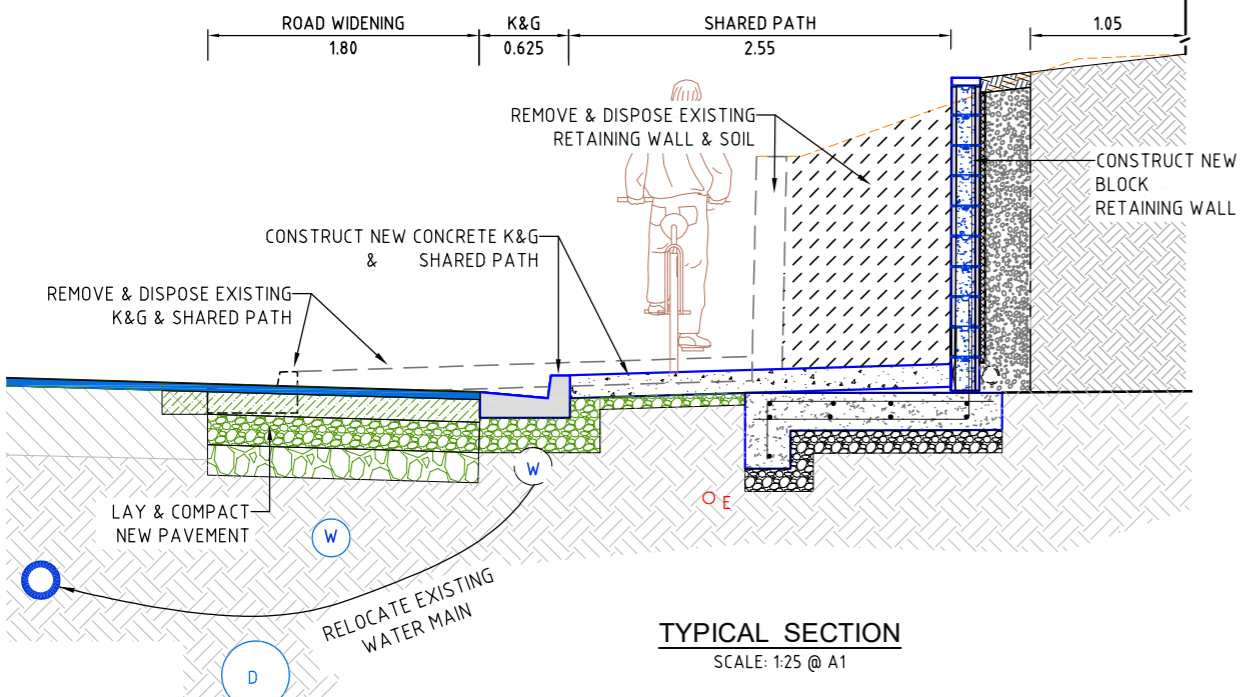 ROAD WIDENING
1.80
K&G
0.625
SHARED PATH
2.55
1.05
REMOVE & DISPOSE EXISTING
RETAINING WALL & SOIL
CONSTRUCT NEW
BLOCK
RETAINING WALL
CONSTRUCT NEW CONCRETE K&G
& SHARED PATH
REMOVE & DISPOSE EXISTING
K&G & SHARED PATH
LAY & COMPACT
NEW PAVEMENT
W
W
E
D
RELOCATE EXISTING
WATER MAIN
TYPICAL SECTION
SCALE: 1:25 @ A1